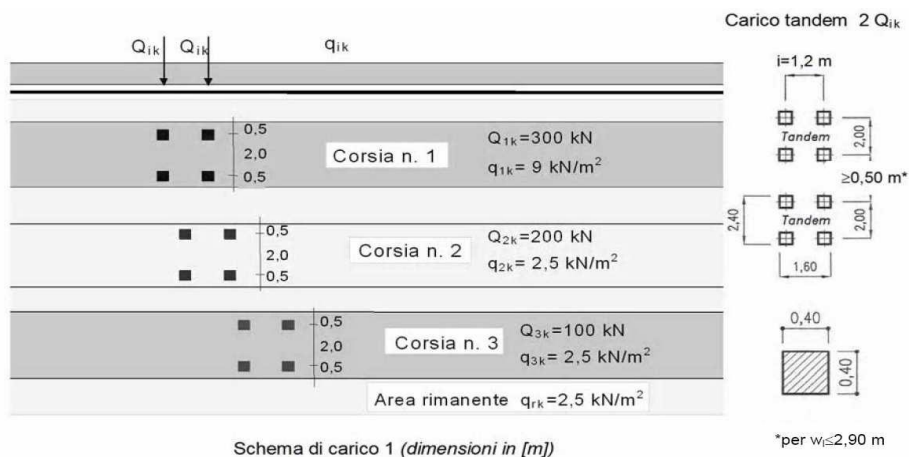 Carico tandem 2 Qik
Qik Qik qik
i=1,2 m
0,5
2,0
0,5
Corsia n. 1
Q1k=300 kN
q1k= 9 kN/m²
Tandem
2,00
≥0,50 m*
0,5
2,0
0,5
Corsia n. 2
Q2k=200 kN
q2k= 2,5 kN/m²
2,40
Tandem
2,00
1,60
0,5
2,0
0,5
Corsia n. 3
Q3k=100 kN
q3k= 2,5 kN/m²
0,40
0,40
Area rimanente qrk=2,5 kN/m²
Schema di carico 1 (dimensioni in [m])
*per wl≤2,90 m